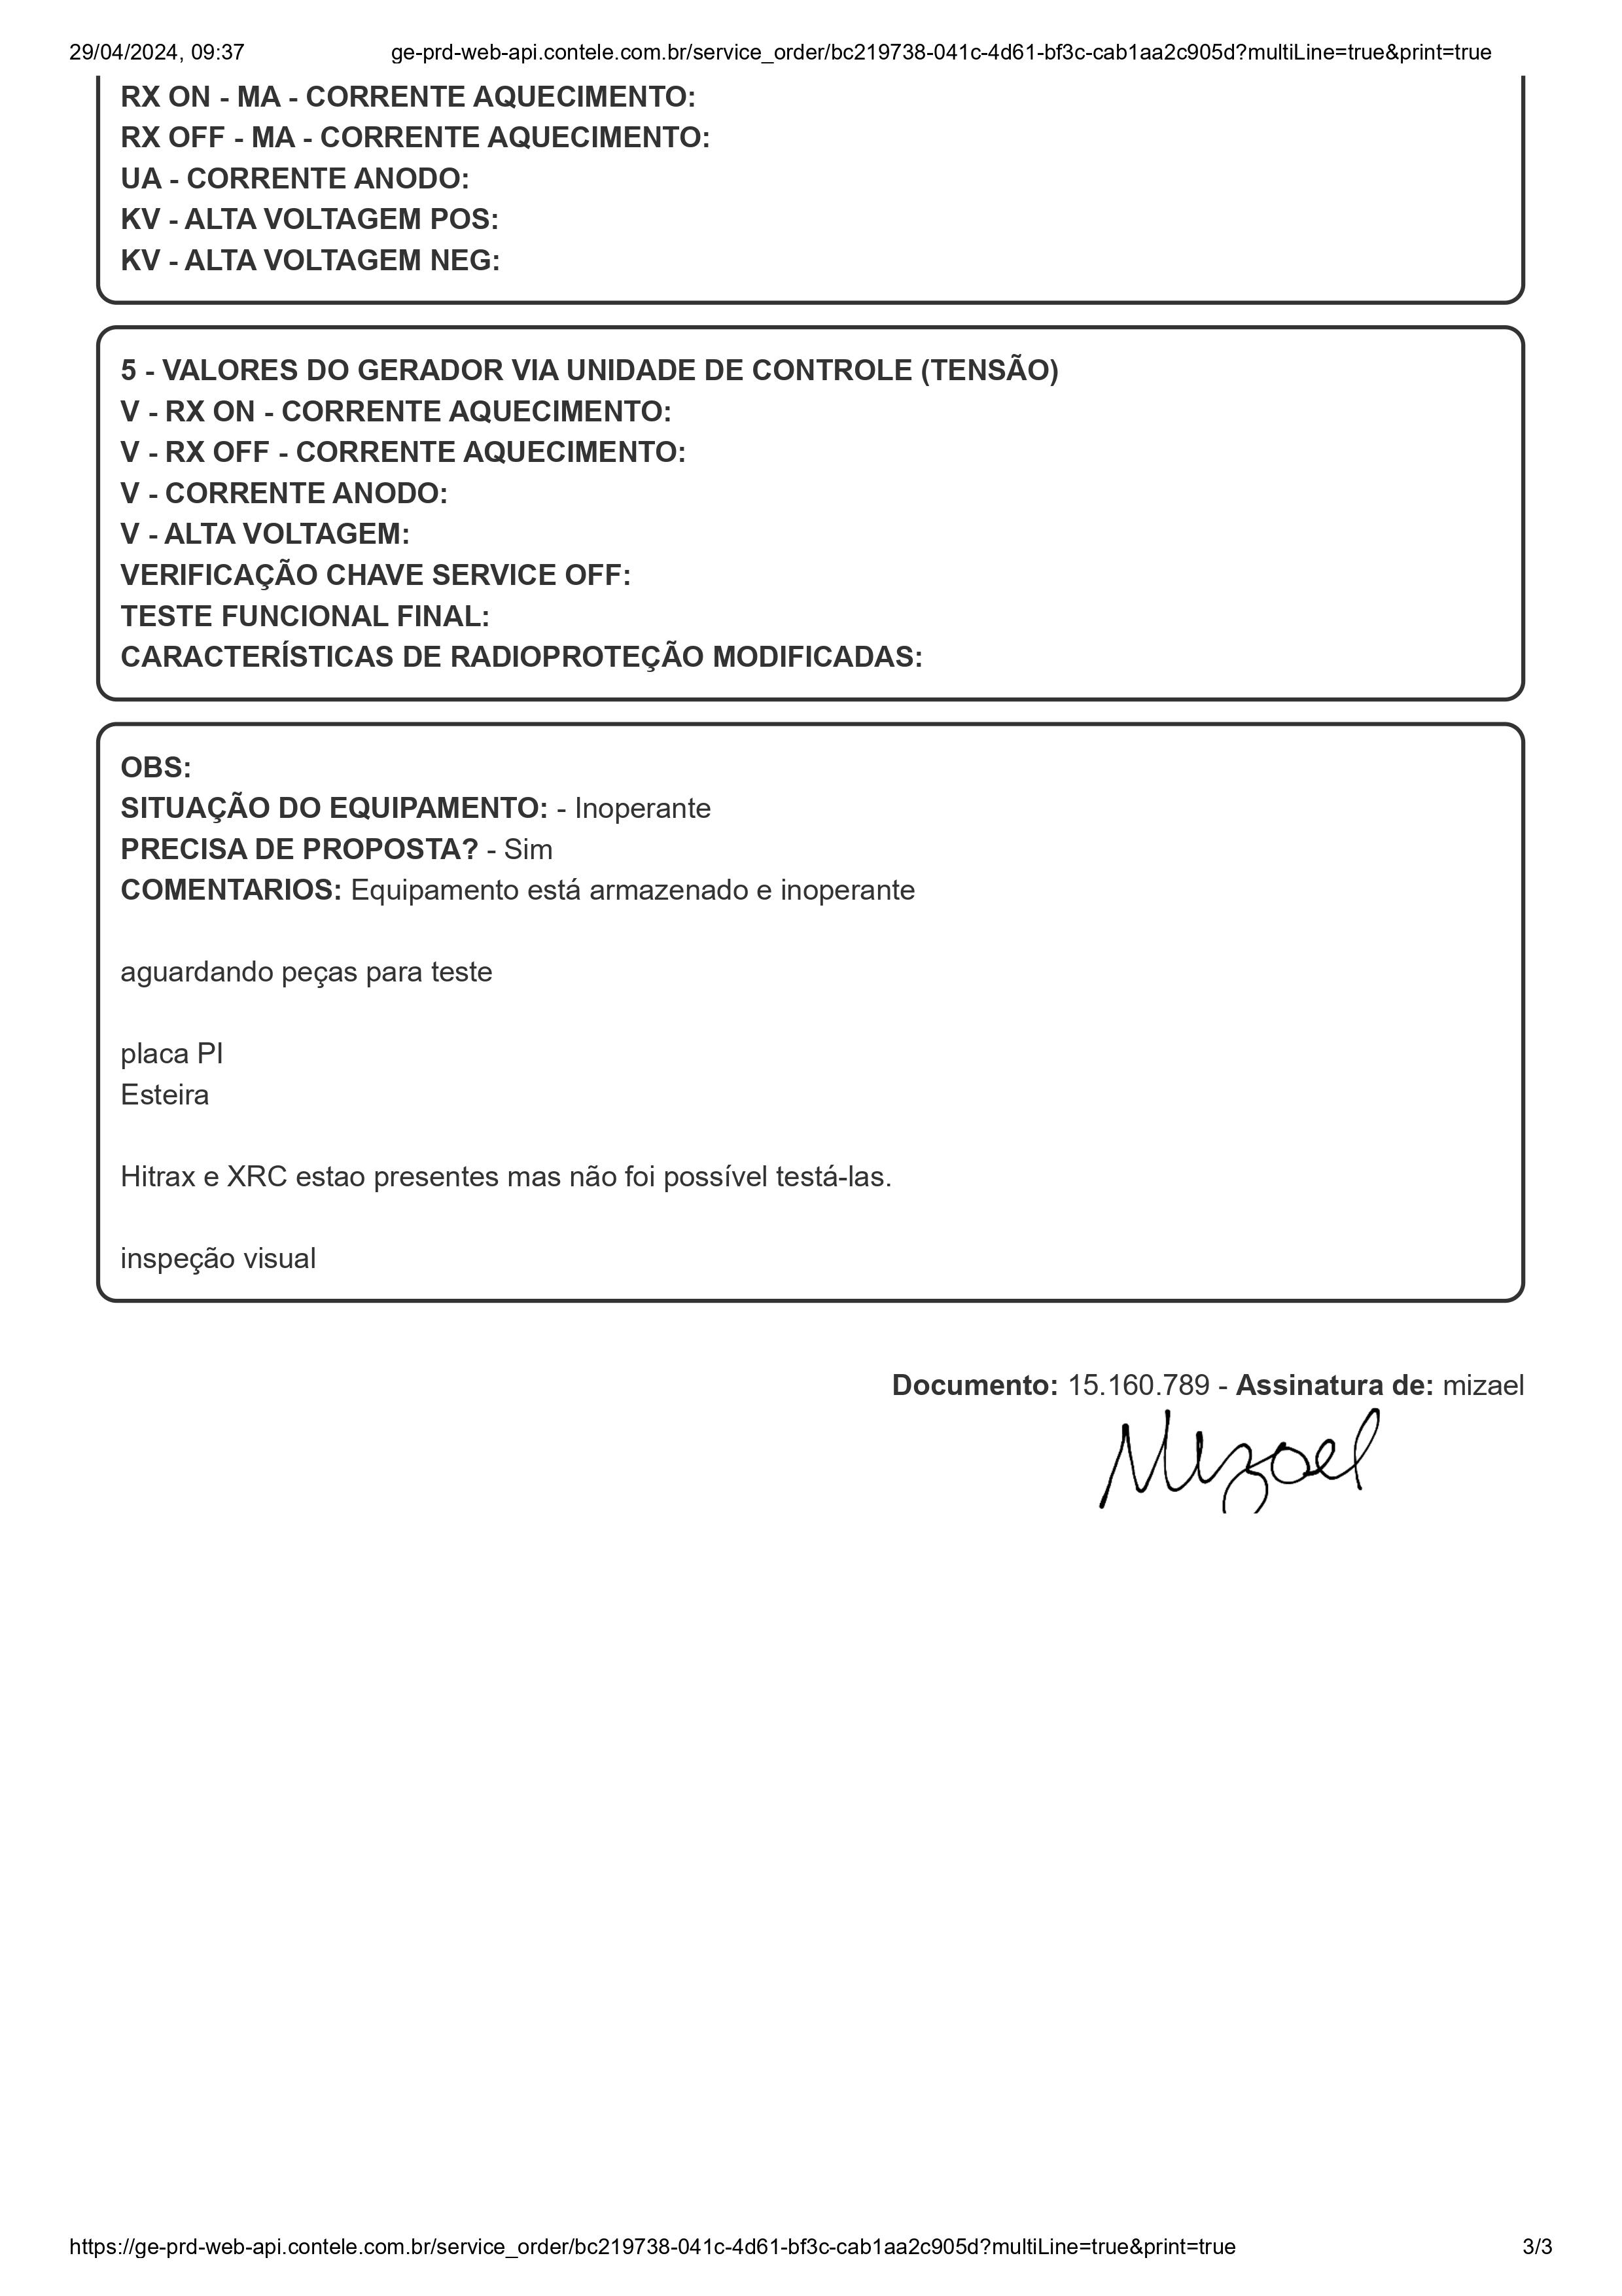 29/04/2024, 09:37 ge-prd-web-api.contele.com.br/service_order/bc219738-041c-4d61-bf3c-cab1aa2c905d?multiLine=true&print=true
RX ON - MA - CORRENTE AQUECIMENTO:
RX OFF - MA - CORRENTE AQUECIMENTO:
UA - CORRENTE ANODO:
KV - ALTA VOLTAGEM POS:
KV - ALTA VOLTAGEM NEG:
5 - VALORES DO GERADOR VIA UNIDADE DE CONTROLE (TENSÃO)
V - RX ON - CORRENTE AQUECIMENTO:
V - RX OFF - CORRENTE AQUECIMENTO:
V - CORRENTE ANODO:
V - ALTA VOLTAGEM:
VERIFICAÇÃO CHAVE SERVICE OFF:
TESTE FUNCIONAL FINAL:
CARACTERÍSTICAS DE RADIOPROTEÇÃO MODIFICADAS:
OBS:
SITUAÇÃO DO EQUIPAMENTO: - Inoperante
PRECISA DE PROPOSTA? - Sim
COMENTARIOS: Equipamento está armazenado e inoperante
aguardando peças para teste
placa PI
Esteira
Hitrax e XRC estao presentes mas não foi possível testá-las.
inspeção visual
Documento: 15.160.789 - Assinatura de: mizael
Mizael
https://ge-prd-web-api.contele.com.br/service_order/bc219738-041c-4d61-bf3c-cab1aa2c905d?multiLine=true&print=true 3/3